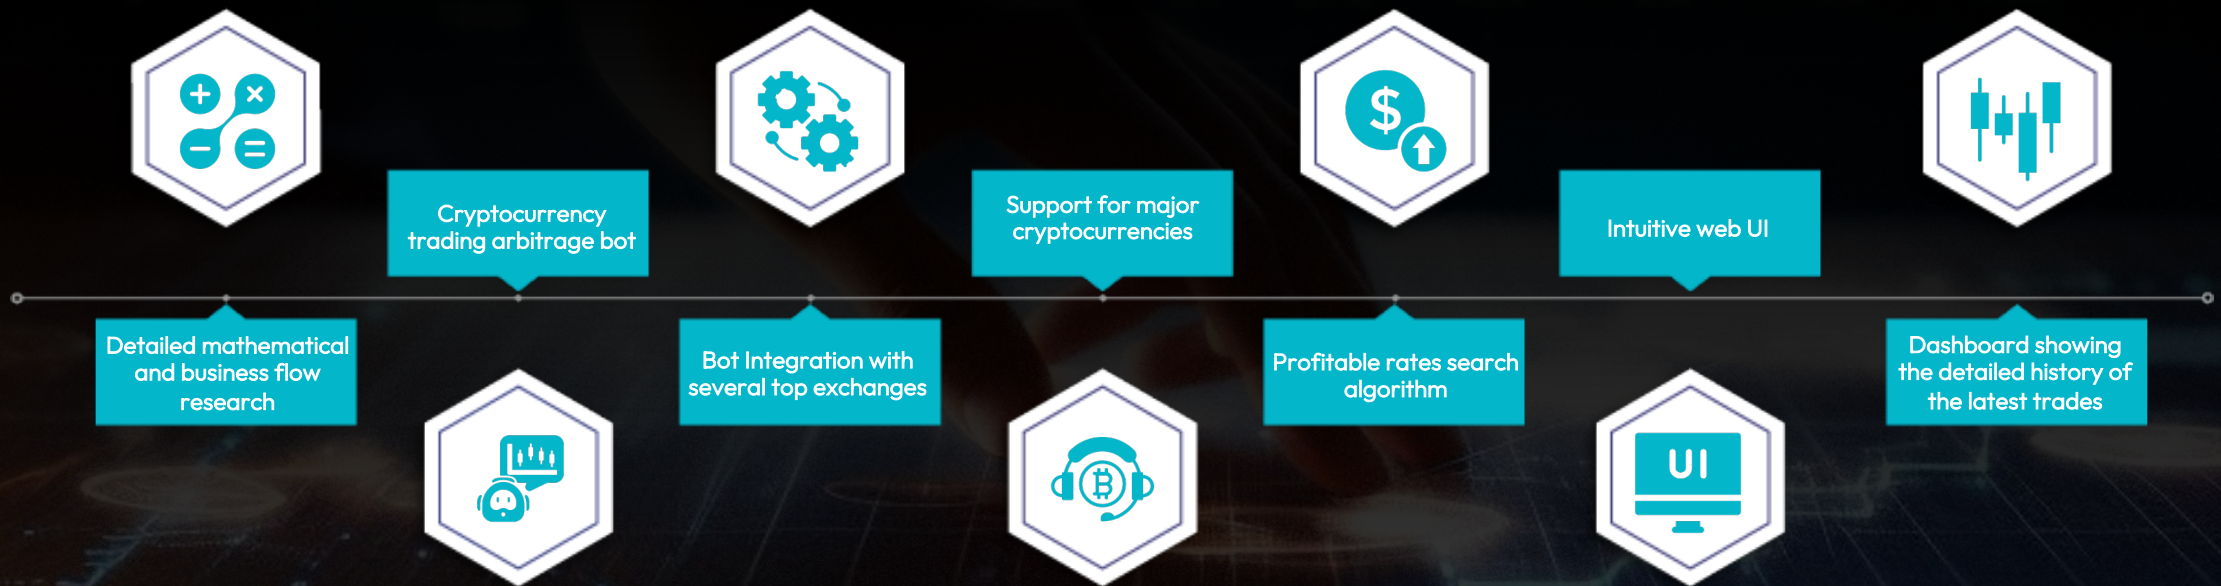 Detailed mathematical
and business flow
research
Cryptocurrency
trading arbitrage bot
Bot Integration with
several top exchanges
Support for major
cryptocurrencies
$
Profitable rates search
algorithm
Intuitive web UI
UI
Dashboard showing
the detailed history of
the latest trades